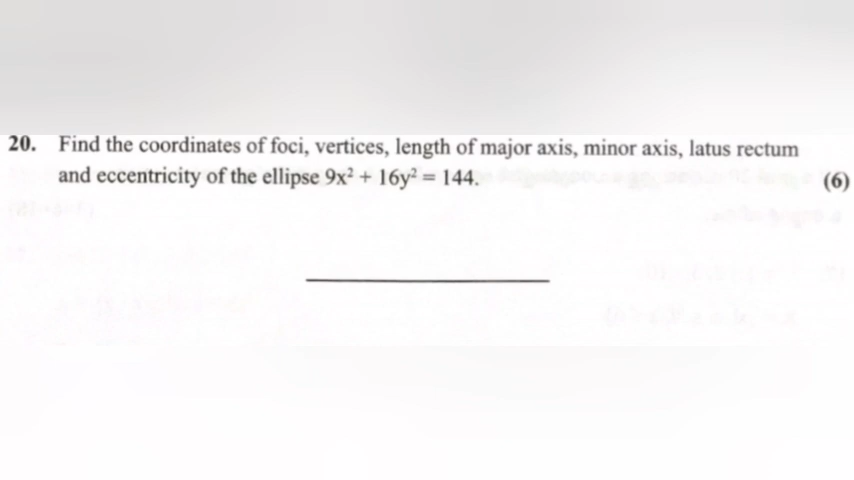 20. Find the coordinates of foci, vertices, length of major axis, minor axis, latus rectum
and eccentricity of the ellipse 9x² + 16y² = 144. (6)